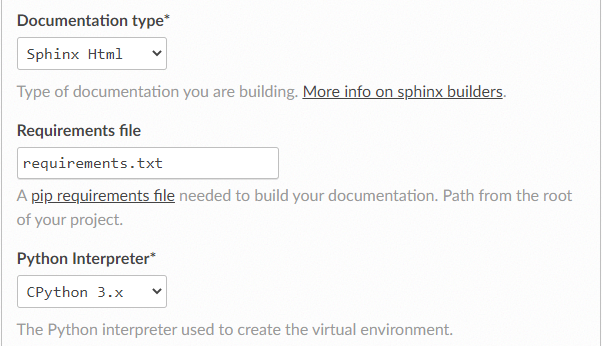 Documentation type*
Sphinx Html
Type of documentation you are building. More info on sphinx builders.
Requirements file
requirements.txt
A pip requirements file needed to build your documentation. Path from the root
of your project.
Python Interpreter*
CPython 3.x
The Python interpreter used to create the virtual environment.